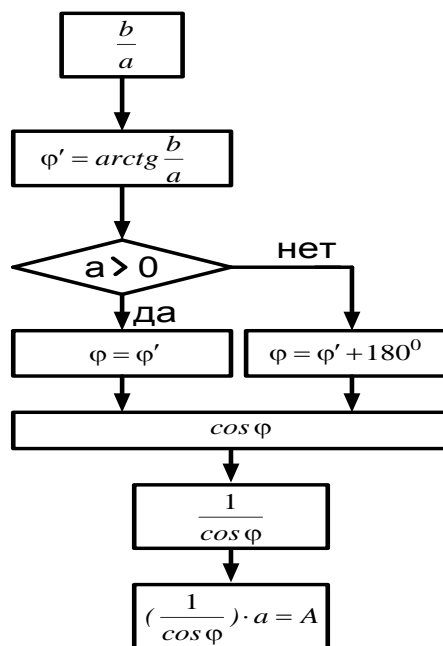 b/a
φ′ = arctg b/a
a > 0
нет
да
φ = φ′
φ = φ′ + 180⁰
cos φ
1/cos φ
(1/cos φ) · a = A